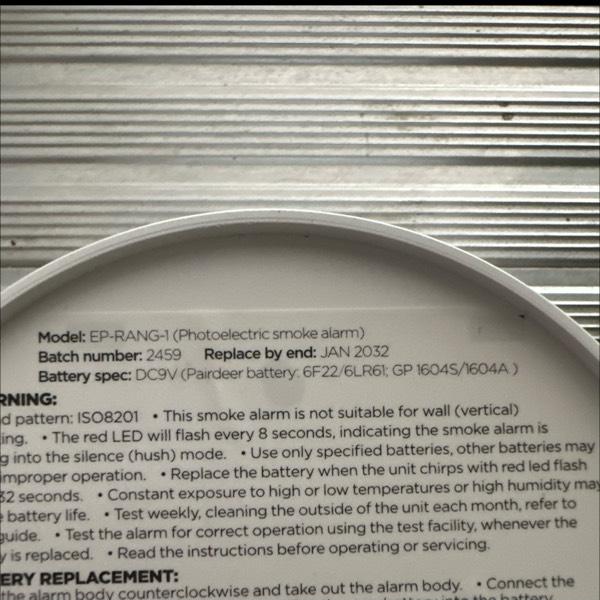 Model: EP-RANG-1 (Photoelectric smoke alarm)
Batch number: 2459 Replace by end: JAN 2032
Battery spec: DC9V (Pairdeer battery: 6F22/6LR61; GP 1604S/1604A )
RNING:
d pattern: ISO8201 • This smoke alarm is not suitable for wall (vertical)
ing. • The red LED will flash every 8 seconds, indicating the smoke alarm is
g into the silence (hush) mode. • Use only specified batteries, other batteries may
improper operation. • Replace the battery when the unit chirps with red led flash
32 seconds. • Constant exposure to high or low temperatures or high humidity may
battery life. • Test weekly, cleaning the outside of the unit each month, refer to
guide. • Test the alarm for correct operation using the test facility, whenever the
y is replaced. • Read the instructions before operating or servicing.
ERY REPLACEMENT:
the alarm body counterclockwise and take out the alarm body. • Connect the
battery into the battery